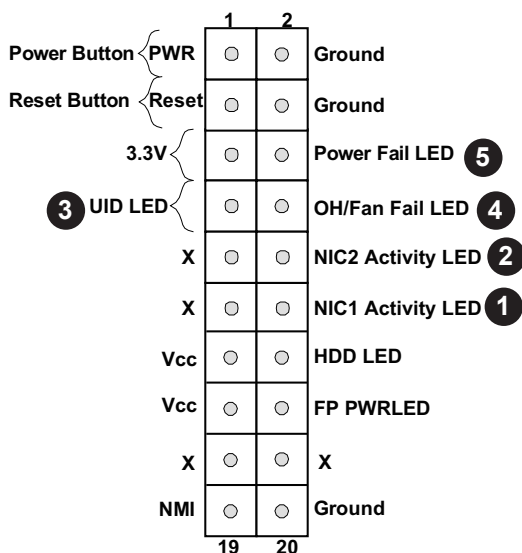 1 2
Power Button PWR Ground
Reset Button Reset Ground
3.3V Power Fail LED 5
3 UID LED OH/Fan Fail LED 4
X NIC2 Activity LED 2
X NIC1 Activity LED 1
Vcc HDD LED
Vcc FP PWRLED
X X
NMI Ground
19 20